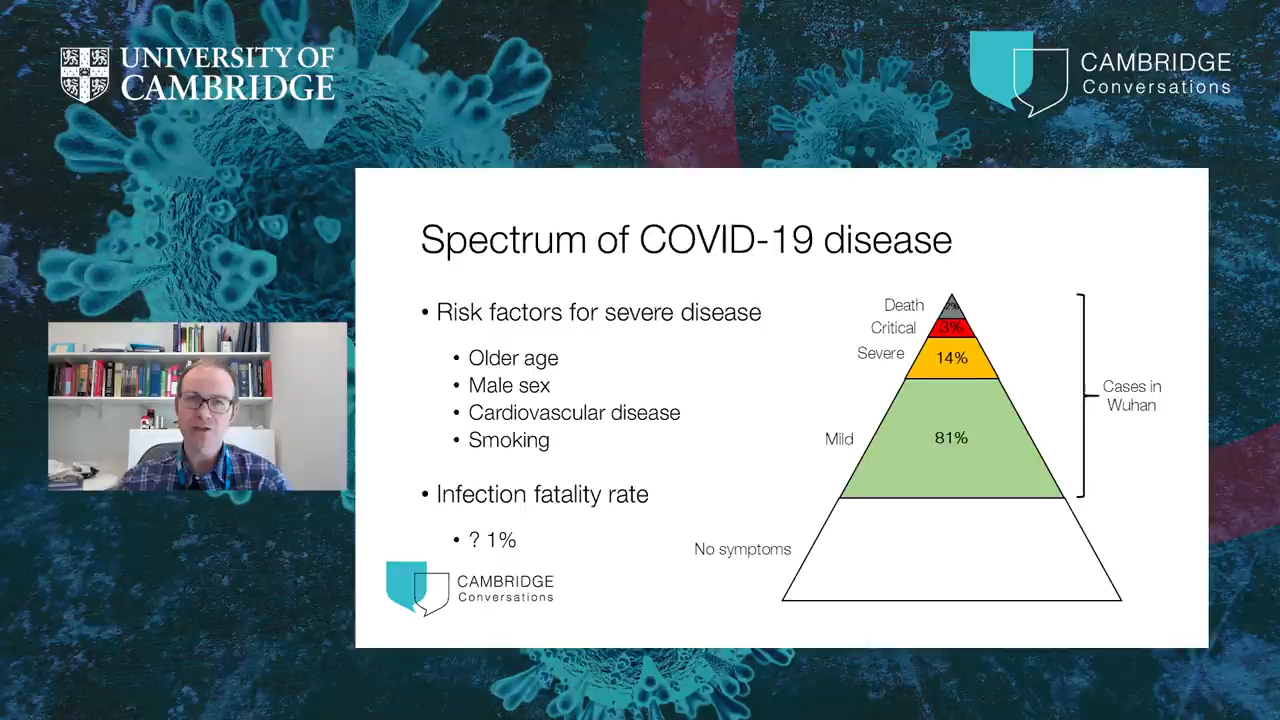 UNIVERSITY OF
CAMBRIDGE
CAMBRIDGE
Conversations
Spectrum of COVID-19 disease
• Risk factors for severe disease
• Older age
• Male sex
• Cardiovascular disease
• Smoking
• Infection fatality rate
• ? 1%
Death
2%
Critical
3%
Severe
14%
Mild
81%
No symptoms
Cases in
Wuhan
CAMBRIDGE
Conversations